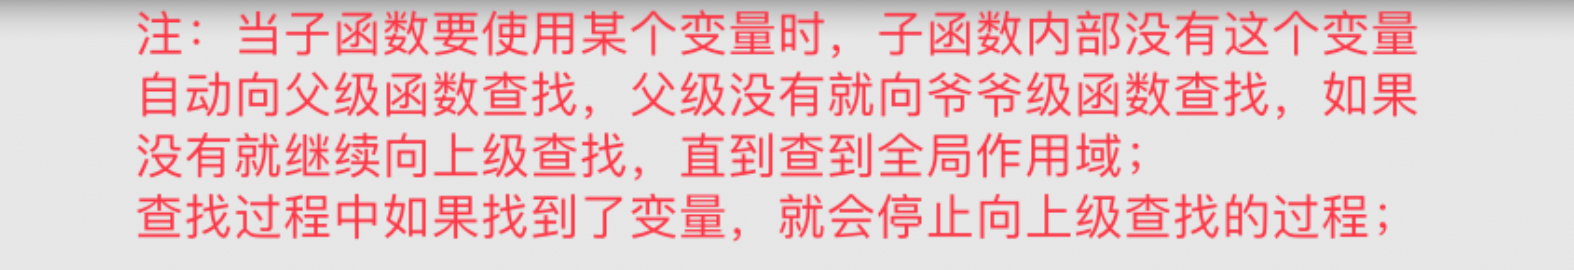 注：当子函数要使用某个变量时，子函数内部没有这个变量
自动向父级函数查找，父级没有就向爷爷级函数查找，如果
没有就继续向上级查找，直到查到全局作用域；
查找过程中如果找到了变量，就会停止向上级查找的过程；